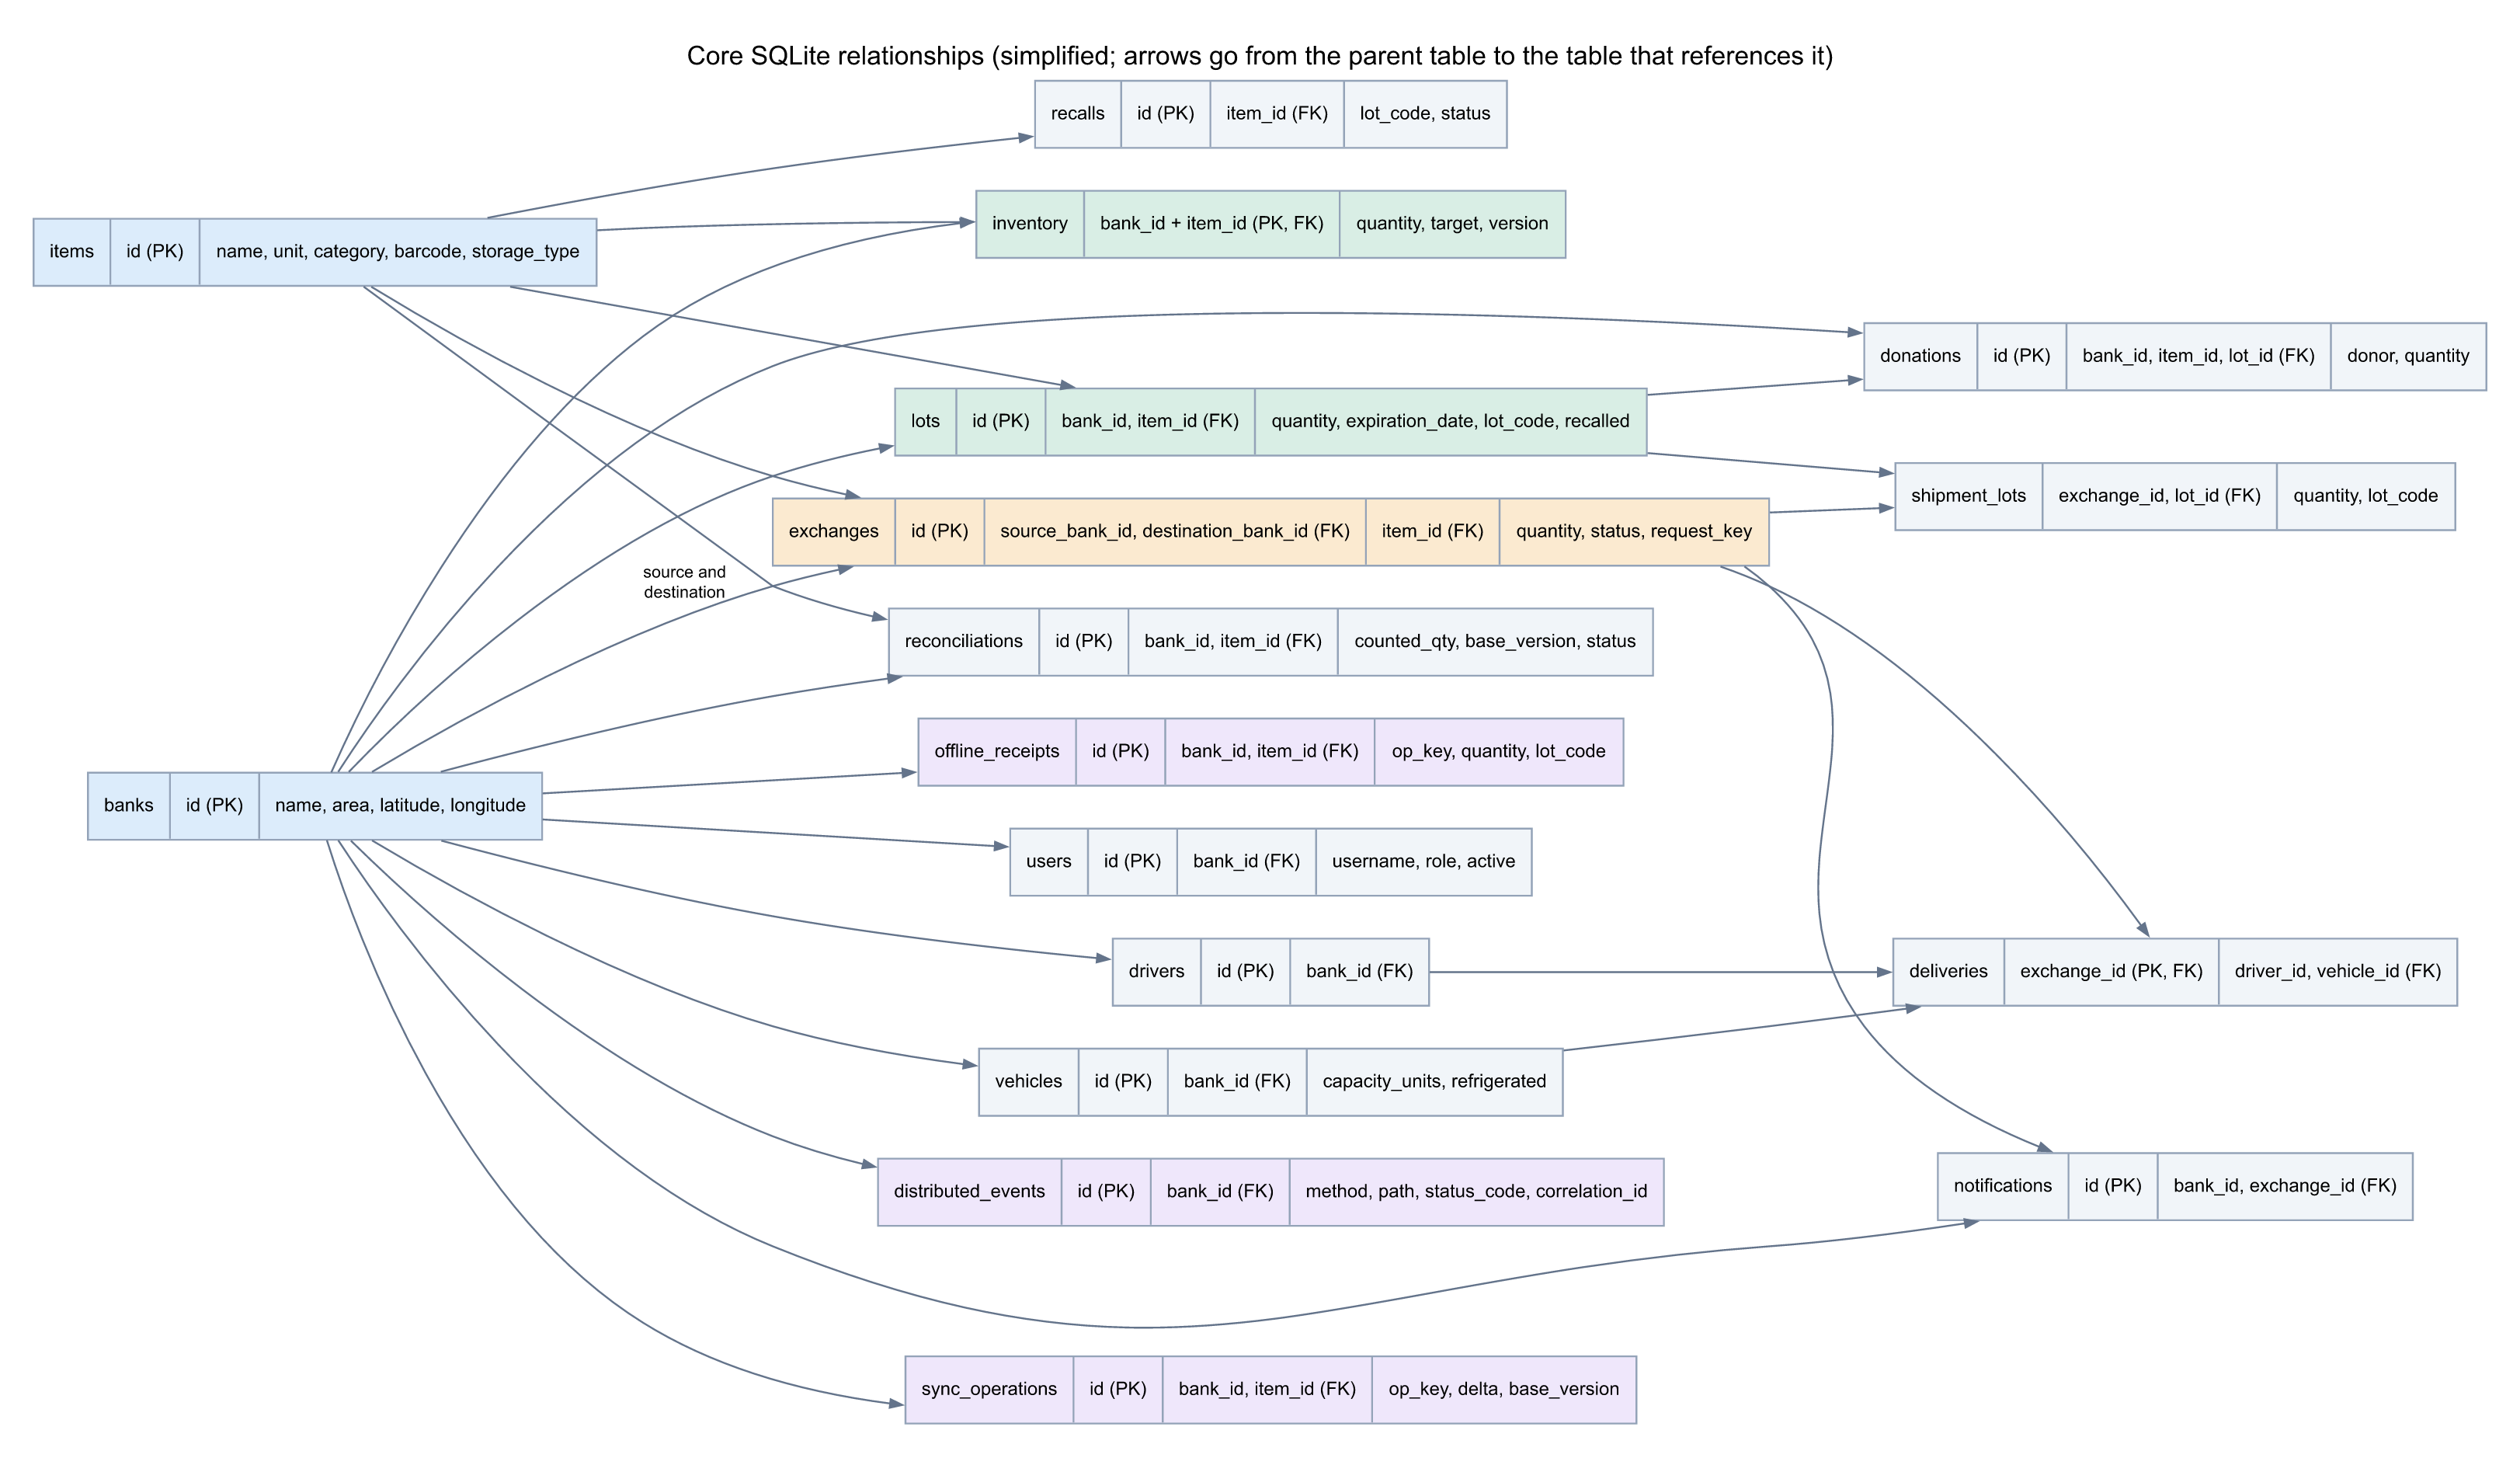 Core SQLite relationships (simplified; arrows go from the parent table to the table that references it)
recalls id (PK) item_id (FK) lot_code, status
items id (PK) name, unit, category, barcode, storage_type
inventory bank_id + item_id (PK, FK) quantity, target, version
donations id (PK) bank_id, item_id, lot_id (FK) donor, quantity
lots id (PK) bank_id, item_id (FK) quantity, expiration_date, lot_code, recalled
shipment_lots exchange_id, lot_id (FK) quantity, lot_code
exchanges id (PK) source_bank_id, destination_bank_id (FK) item_id (FK) quantity, status, request_key
source and
destination
reconciliations id (PK) bank_id, item_id (FK) counted_qty, base_version, status
offline_receipts id (PK) bank_id, item_id (FK) op_key, quantity, lot_code
banks id (PK) name, area, latitude, longitude
users id (PK) bank_id (FK) username, role, active
drivers id (PK) bank_id (FK)
deliveries exchange_id (PK, FK) driver_id, vehicle_id (FK)
vehicles id (PK) bank_id (FK) capacity_units, refrigerated
distributed_events id (PK) bank_id (FK) method, path, status_code, correlation_id
notifications id (PK) bank_id, exchange_id (FK)
sync_operations id (PK) bank_id, item_id (FK) op_key, delta, base_version